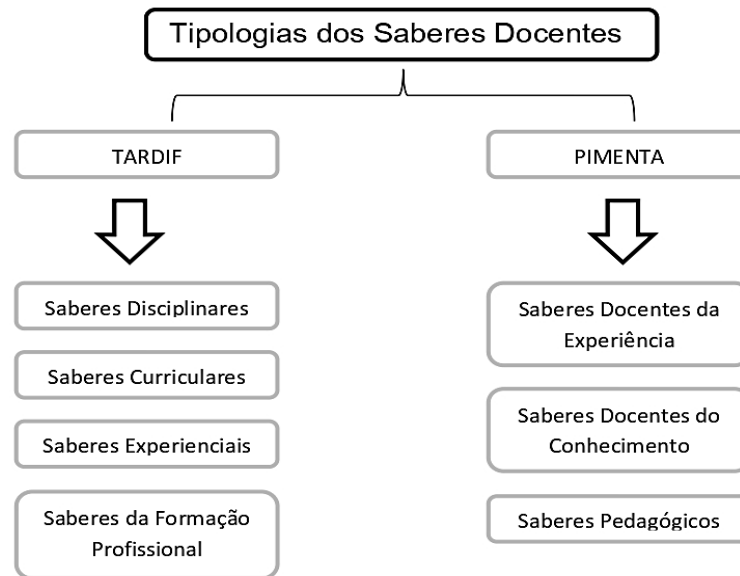 Tipologias dos Saberes Docentes
TARDIF
PIMENTA
Saberes Disciplinares
Saberes Curriculares
Saberes Experienciais
Saberes da Formação
Profissional
Saberes Docentes da
Experiência
Saberes Docentes do
Conhecimento
Saberes Pedagógicos